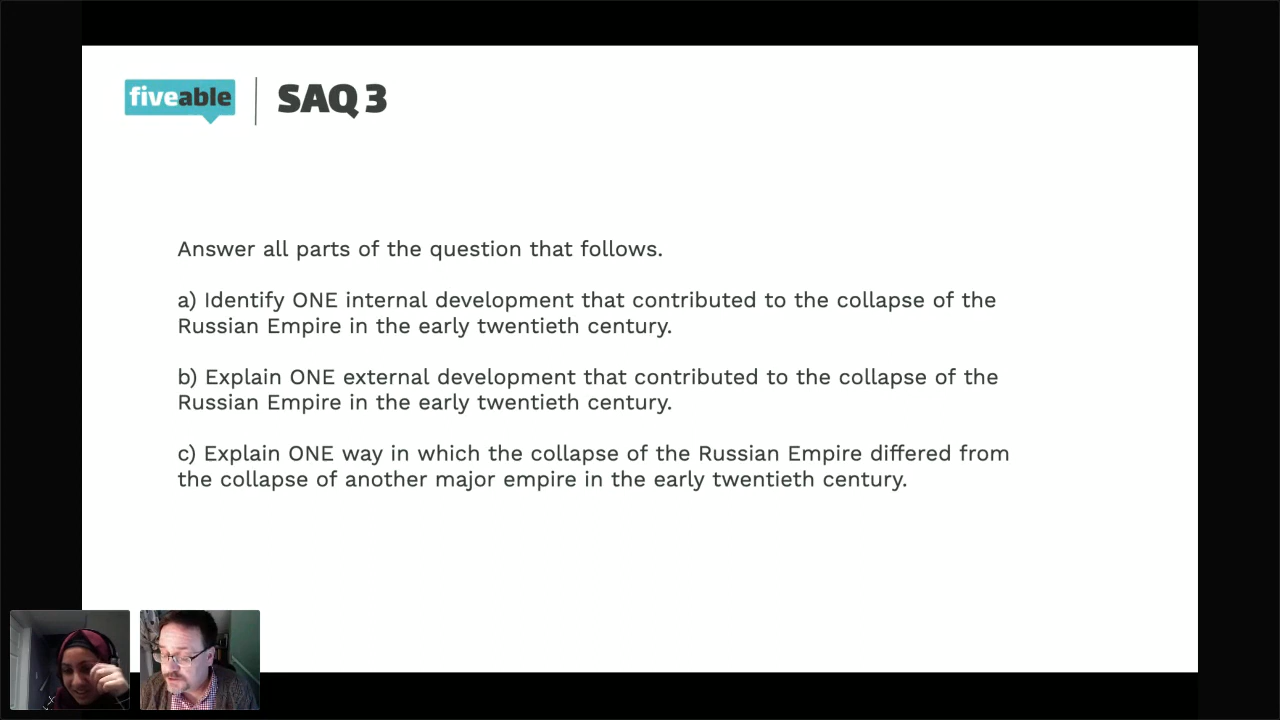 fiveable
SAQ 3
Answer all parts of the question that follows.
a) Identify ONE internal development that contributed to the collapse of the
Russian Empire in the early twentieth century.
b) Explain ONE external development that contributed to the collapse of the
Russian Empire in the early twentieth century.
c) Explain ONE way in which the collapse of the Russian Empire differed from
the collapse of another major empire in the early twentieth century.